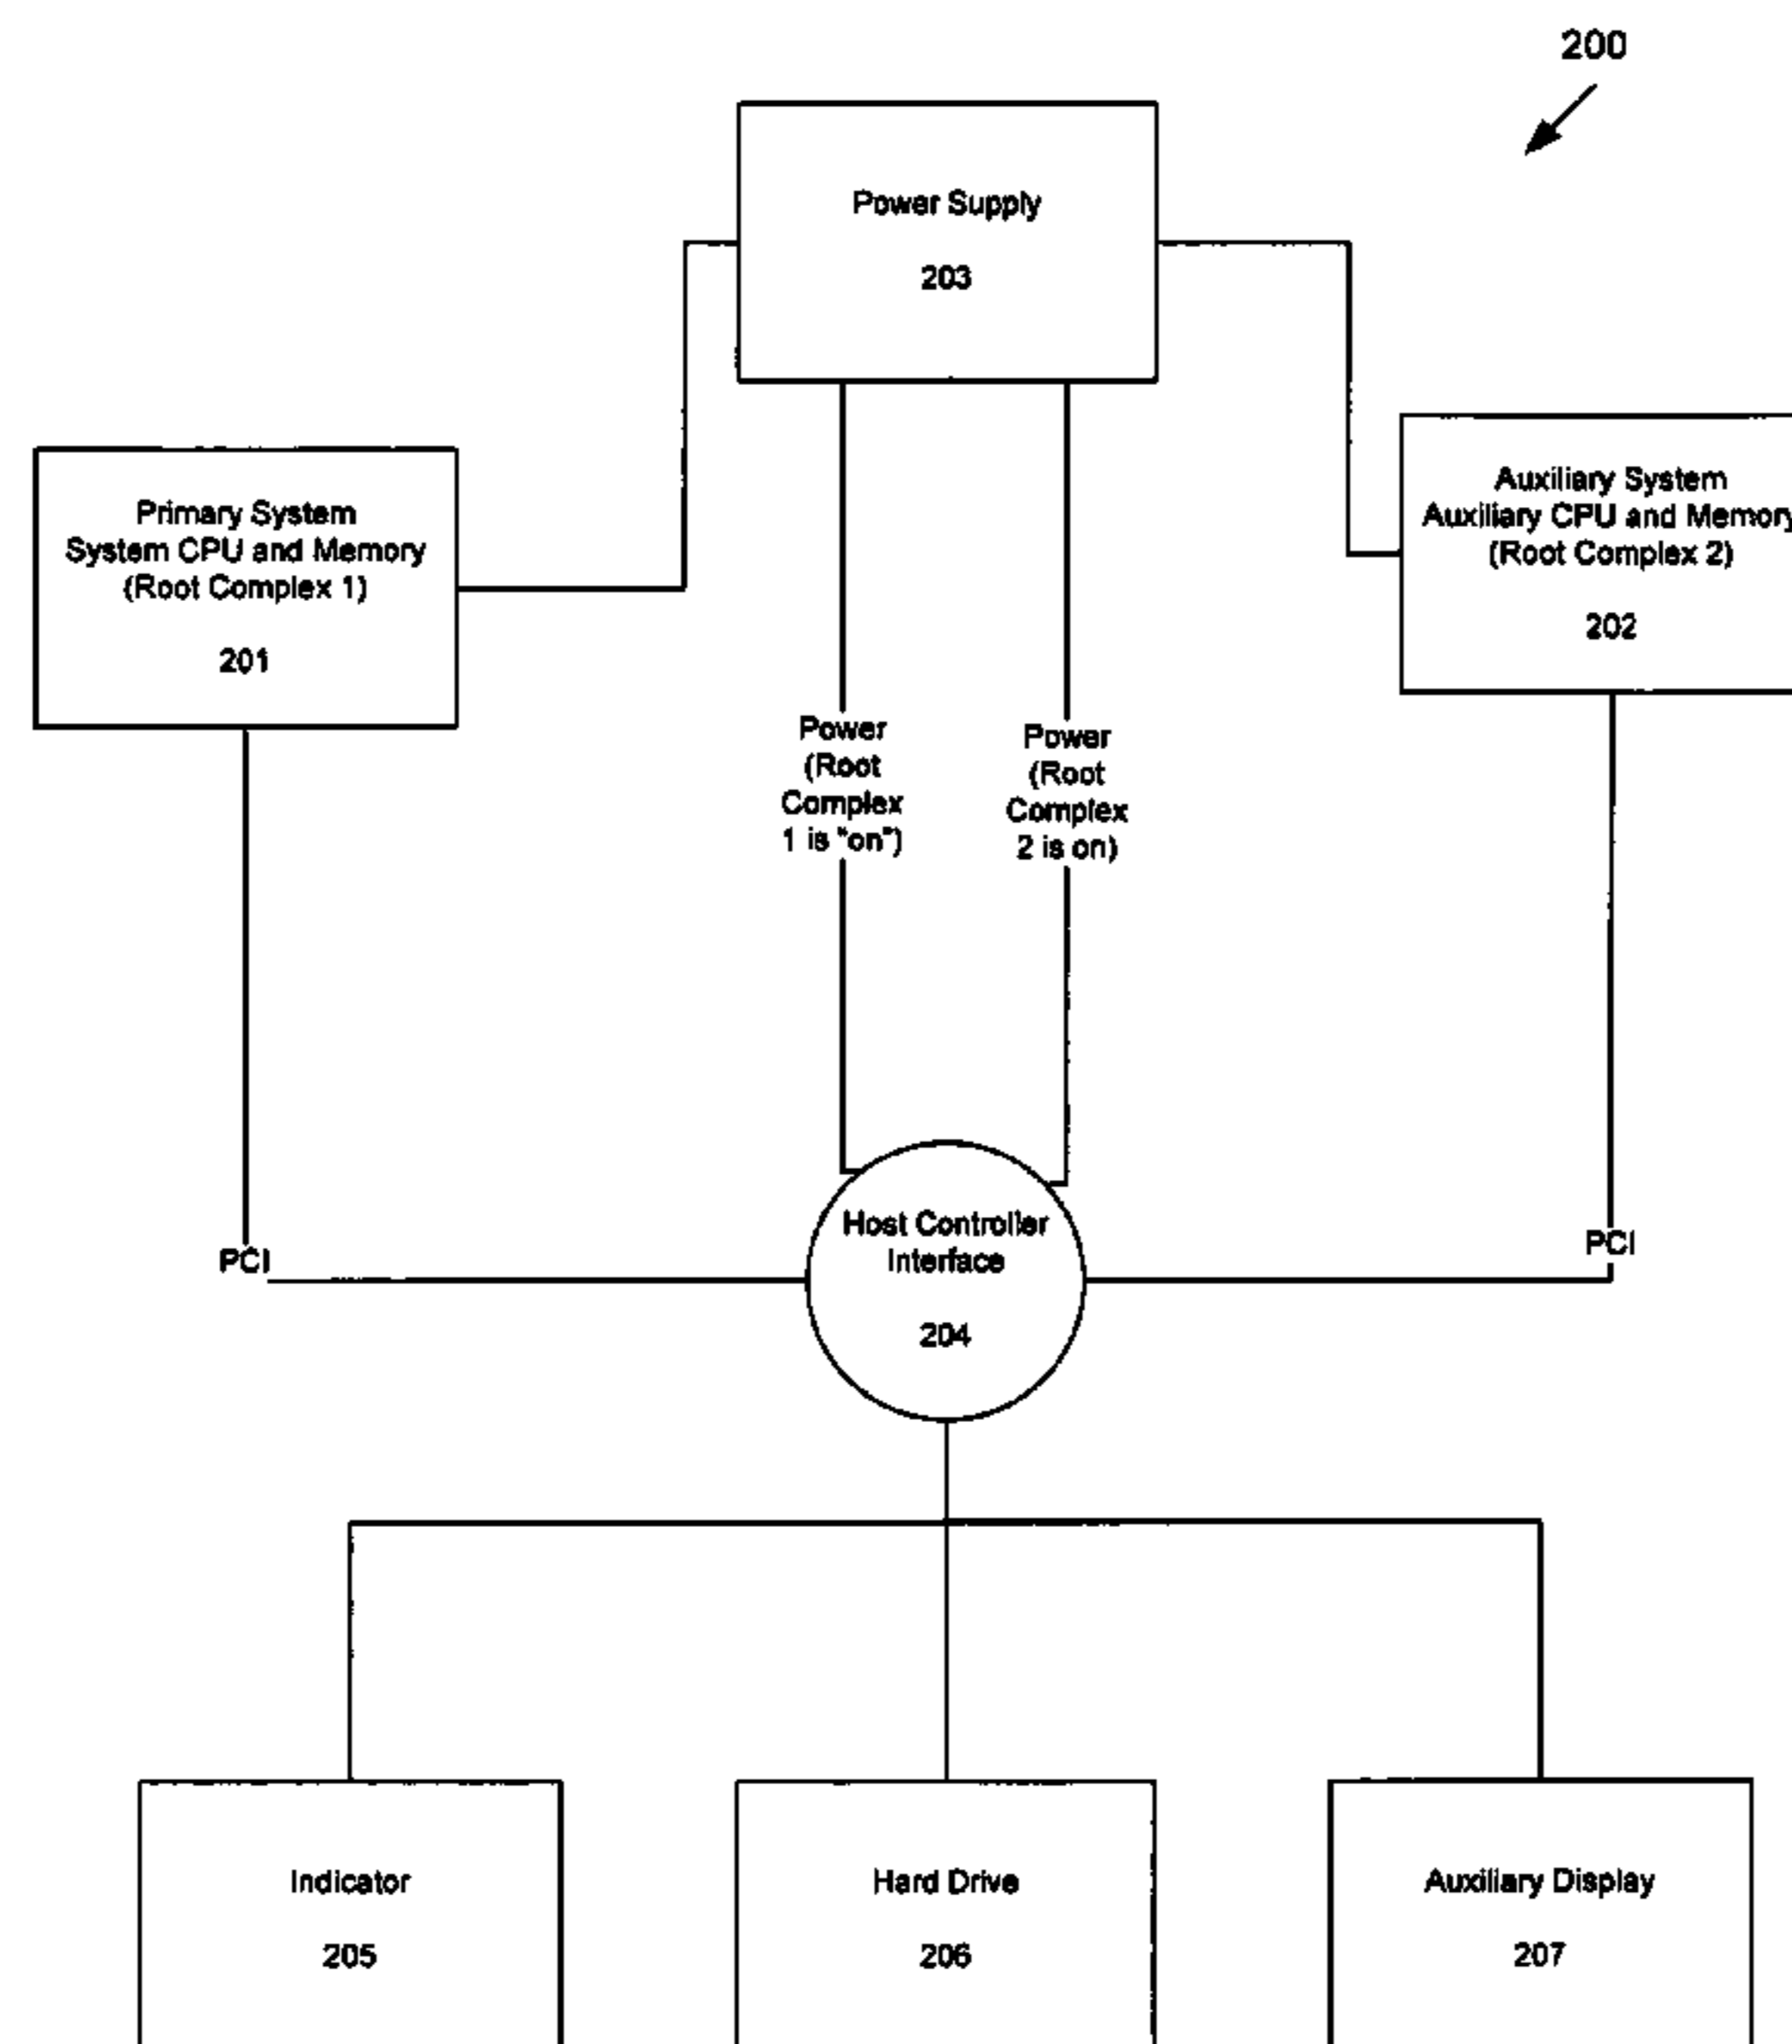 200
Power Supply
203
Primary System
System CPU and Memory
(Root Complex 1)
201
Auxiliary System
Auxiliary CPU and Memory
(Root Complex 2)
202
Power
(Root
Complex
1 is "on")
Power
(Root
Complex
2 is on)
PCI
Host Controller
Interface
204
PCI
Indicator
205
Hard Drive
206
Auxiliary Display
207